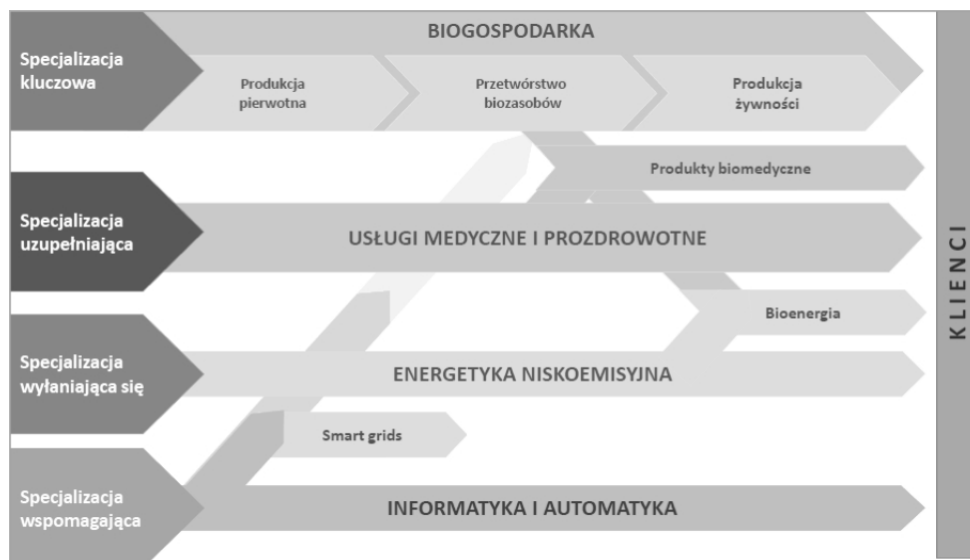 Specjalizacja
kluczowa
BIOGOSPODARKA
Produkcja
pierwotna
Przetwórstwo
biozasobów
Produkcja
żywności
Produkty biomedyczne
Specjalizacja
uzupełniająca
USŁUGI MEDYCZNE I PROZDROWOTNE
Bioenergia
Specjalizacja
wyłaniająca się
ENERGETYKA NISKOEMISYJNA
Smart grids
Specjalizacja
wspomagająca
INFORMATYKA I AUTOMATYKA
KLIENCI